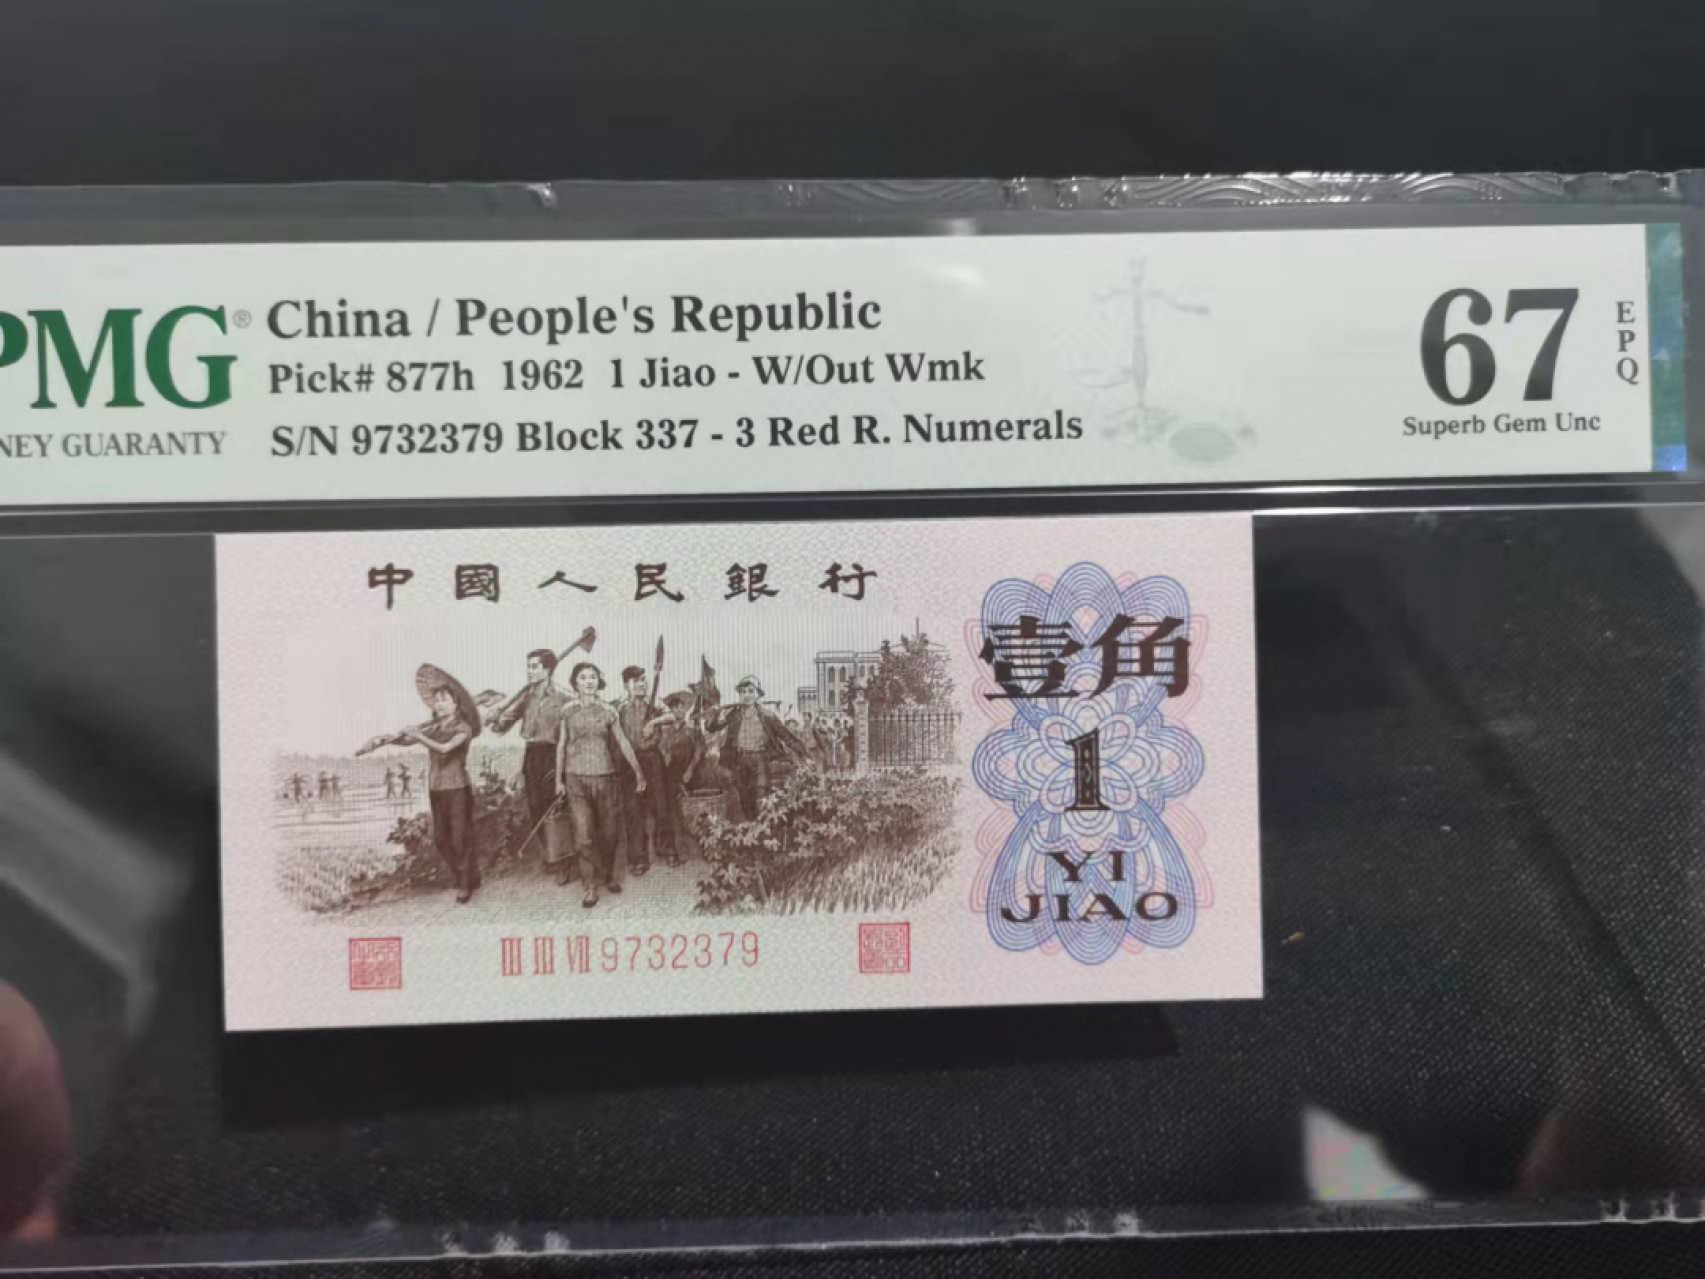 PMG®
China / People's Republic
Pick# 877h 1962 1 Jiao - W/Out Wmk
NEY GUARANTY
S/N 9732379 Block 337 - 3 Red R. Numerals
67
EPQ
Superb Gem Unc
中國人民銀行
壹角
1
YI
JIAO
III III VII 9732379